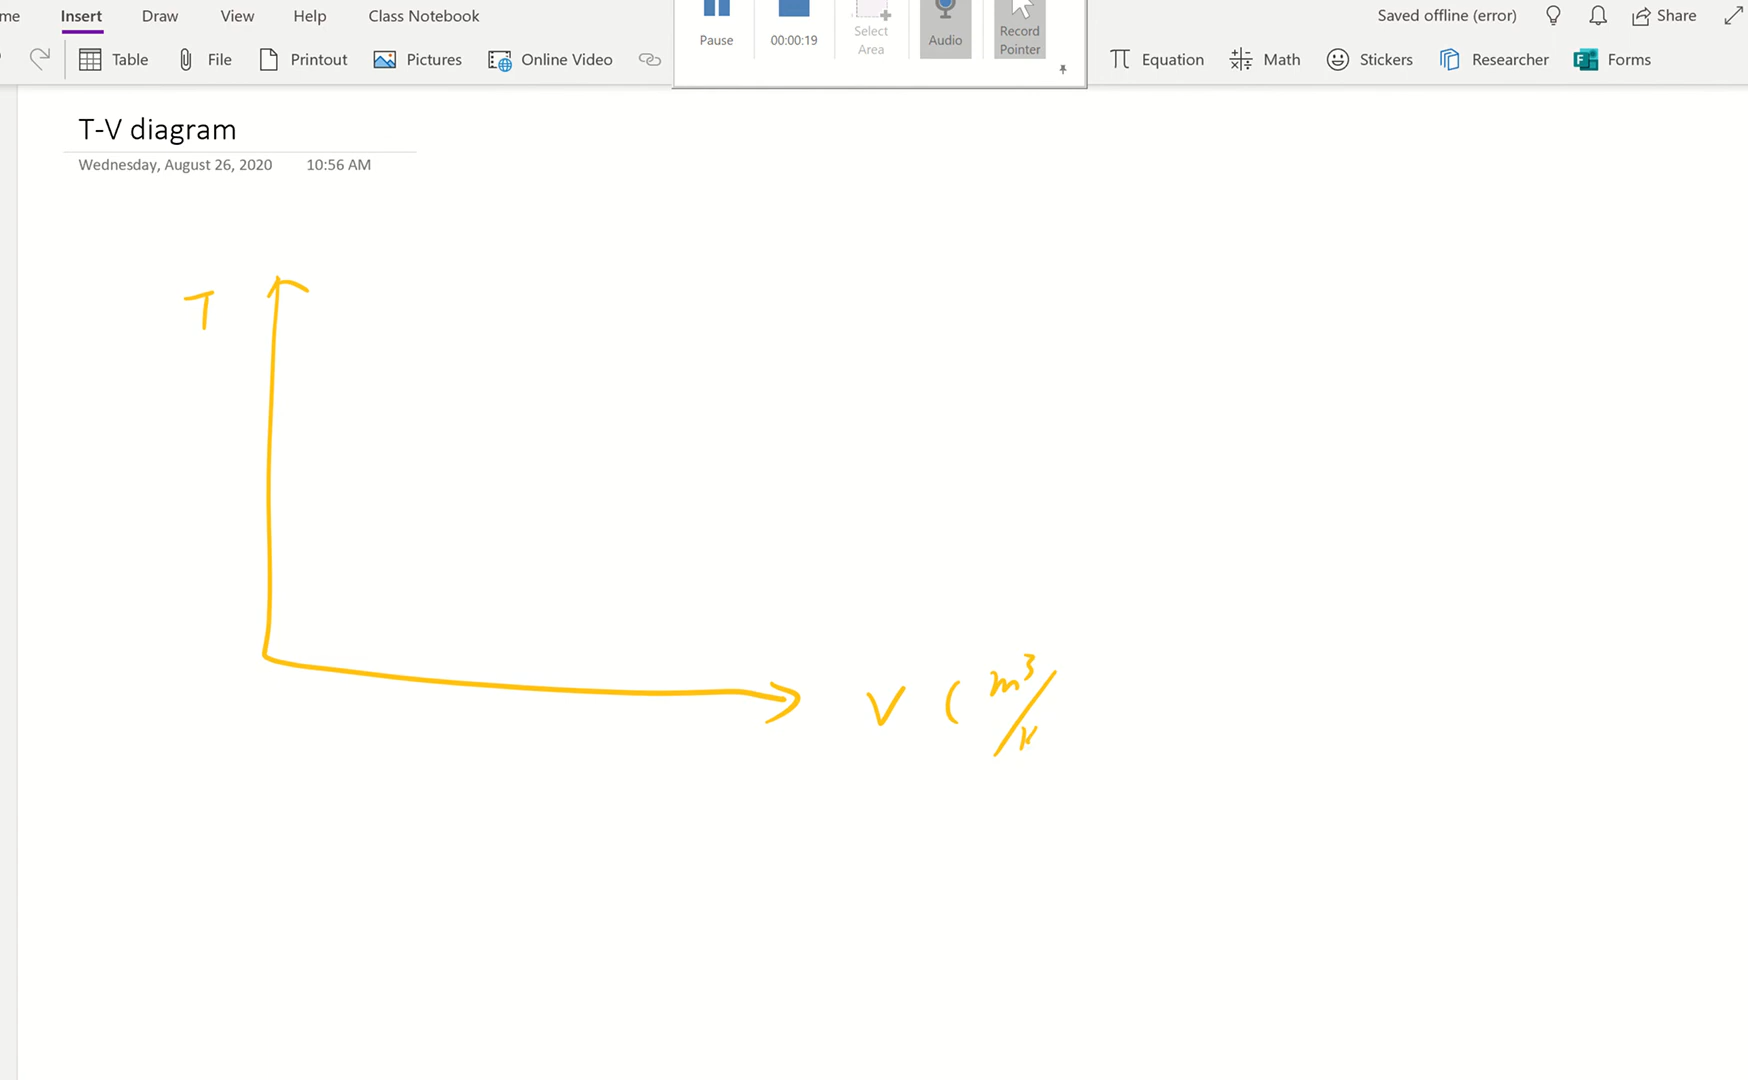 me Insert Draw View Help Class Notebook Saved offline (error) Share
Table File Printout Pictures Online Video Pause 00:00:19 Select Area Audio Record Pointer Equation Math Stickers Researcher Forms
T-V diagram
Wednesday, August 26, 2020 10:56 AM
T
V ( m³/k